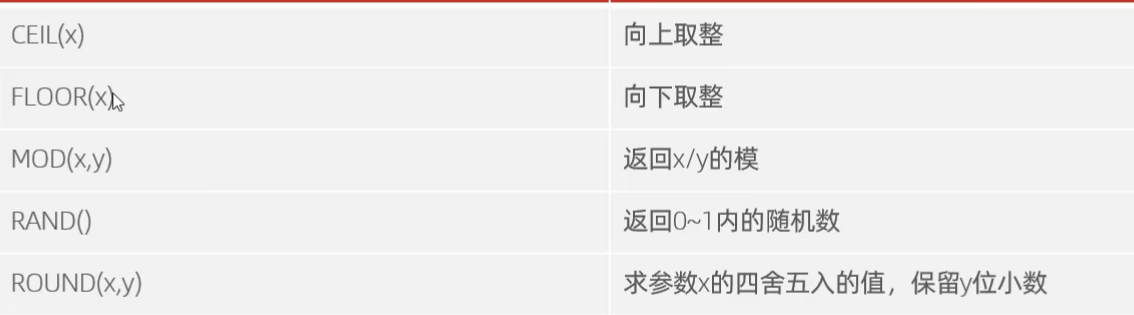 CEIL(x) 向上取整
FLOOR(x) 向下取整
MOD(x,y) 返回x/y的模
RAND() 返回0~1内的随机数
ROUND(x,y) 求参数x的四舍五入的值，保留y位小数